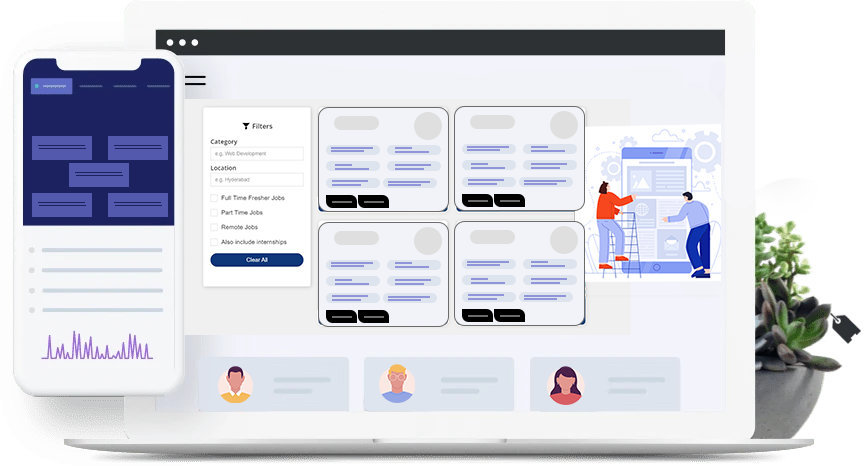 Filters
Category
e.g. Web Development
Location
e.g. Hyderabad
Full Time Fresher Jobs
Part Time Jobs
Remote Jobs
Also include internships
Clear All